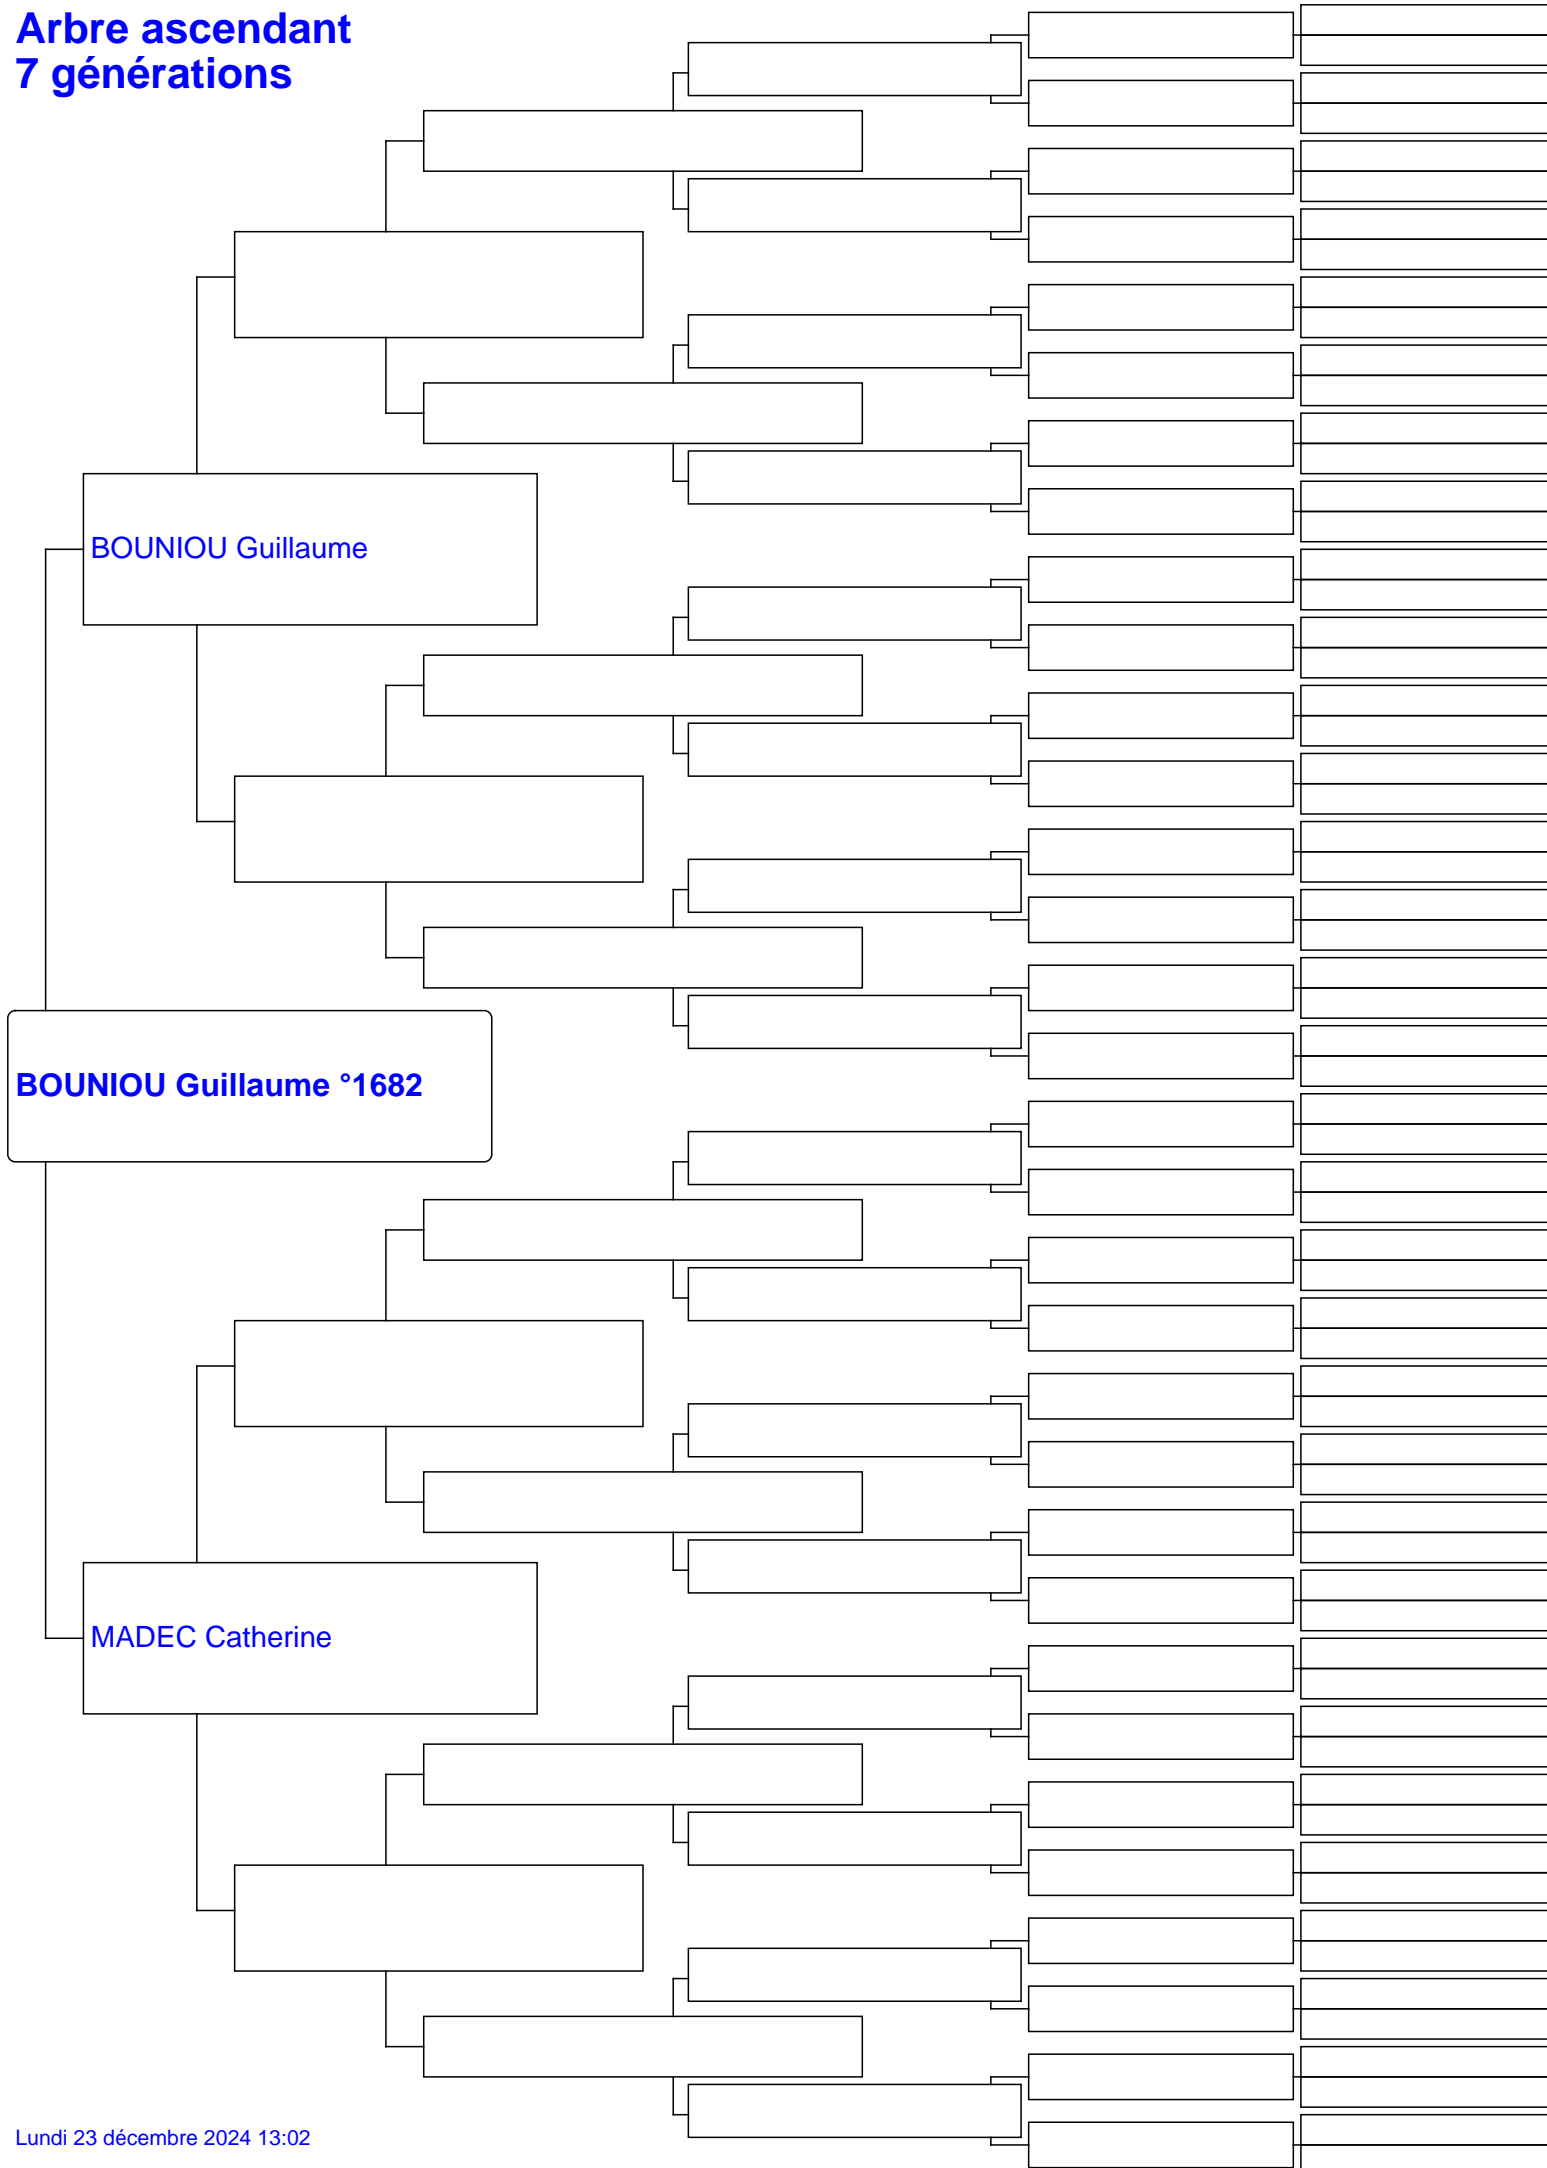 Arbre ascendant
7 générations
BOUNIOU Guillaume
BOUNIOU Guillaume °1682
MADEC Catherine
Lundi 23 décembre 2024 13:02